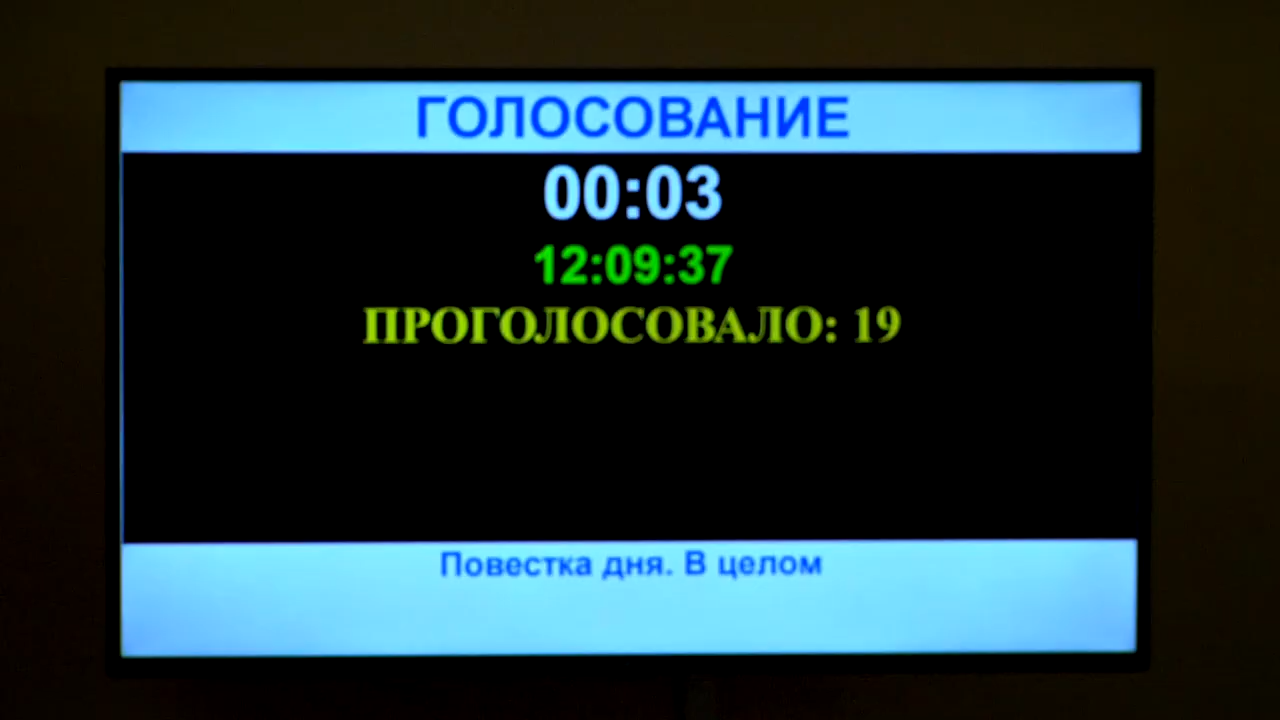 ГОЛОСОВАНИЕ
00:03
12:09:37
ПРОГОЛОСОВАЛО: 19
Повестка дня. В целом